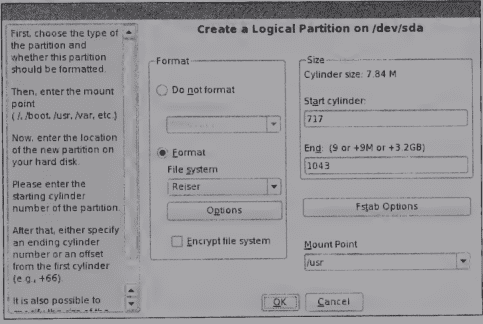 Create a Logical Partition on /dev/sda
First, choose the type of
the partition and
whether this partition
should be formatted.
Then, enter the mount
point
( /, /boot, /usr, /var, etc.)
Now, enter the location
of the new partition on
your hard disk.
Please enter the
starting cylinder
number of the partition.
After that, either specify
an ending cylinder
number or an offset
from the first cylinder
(e.g., +66).
It is also possible to
Format
Do not format
Format
File system
Reiser
Options
Encrypt file system
Size
Cylinder size: 7.84 M
Start cylinder:
717
End: (9 or +9M or +3.2GB)
1043
Fstab Options
Mount Point
/usr
OK
Cancel